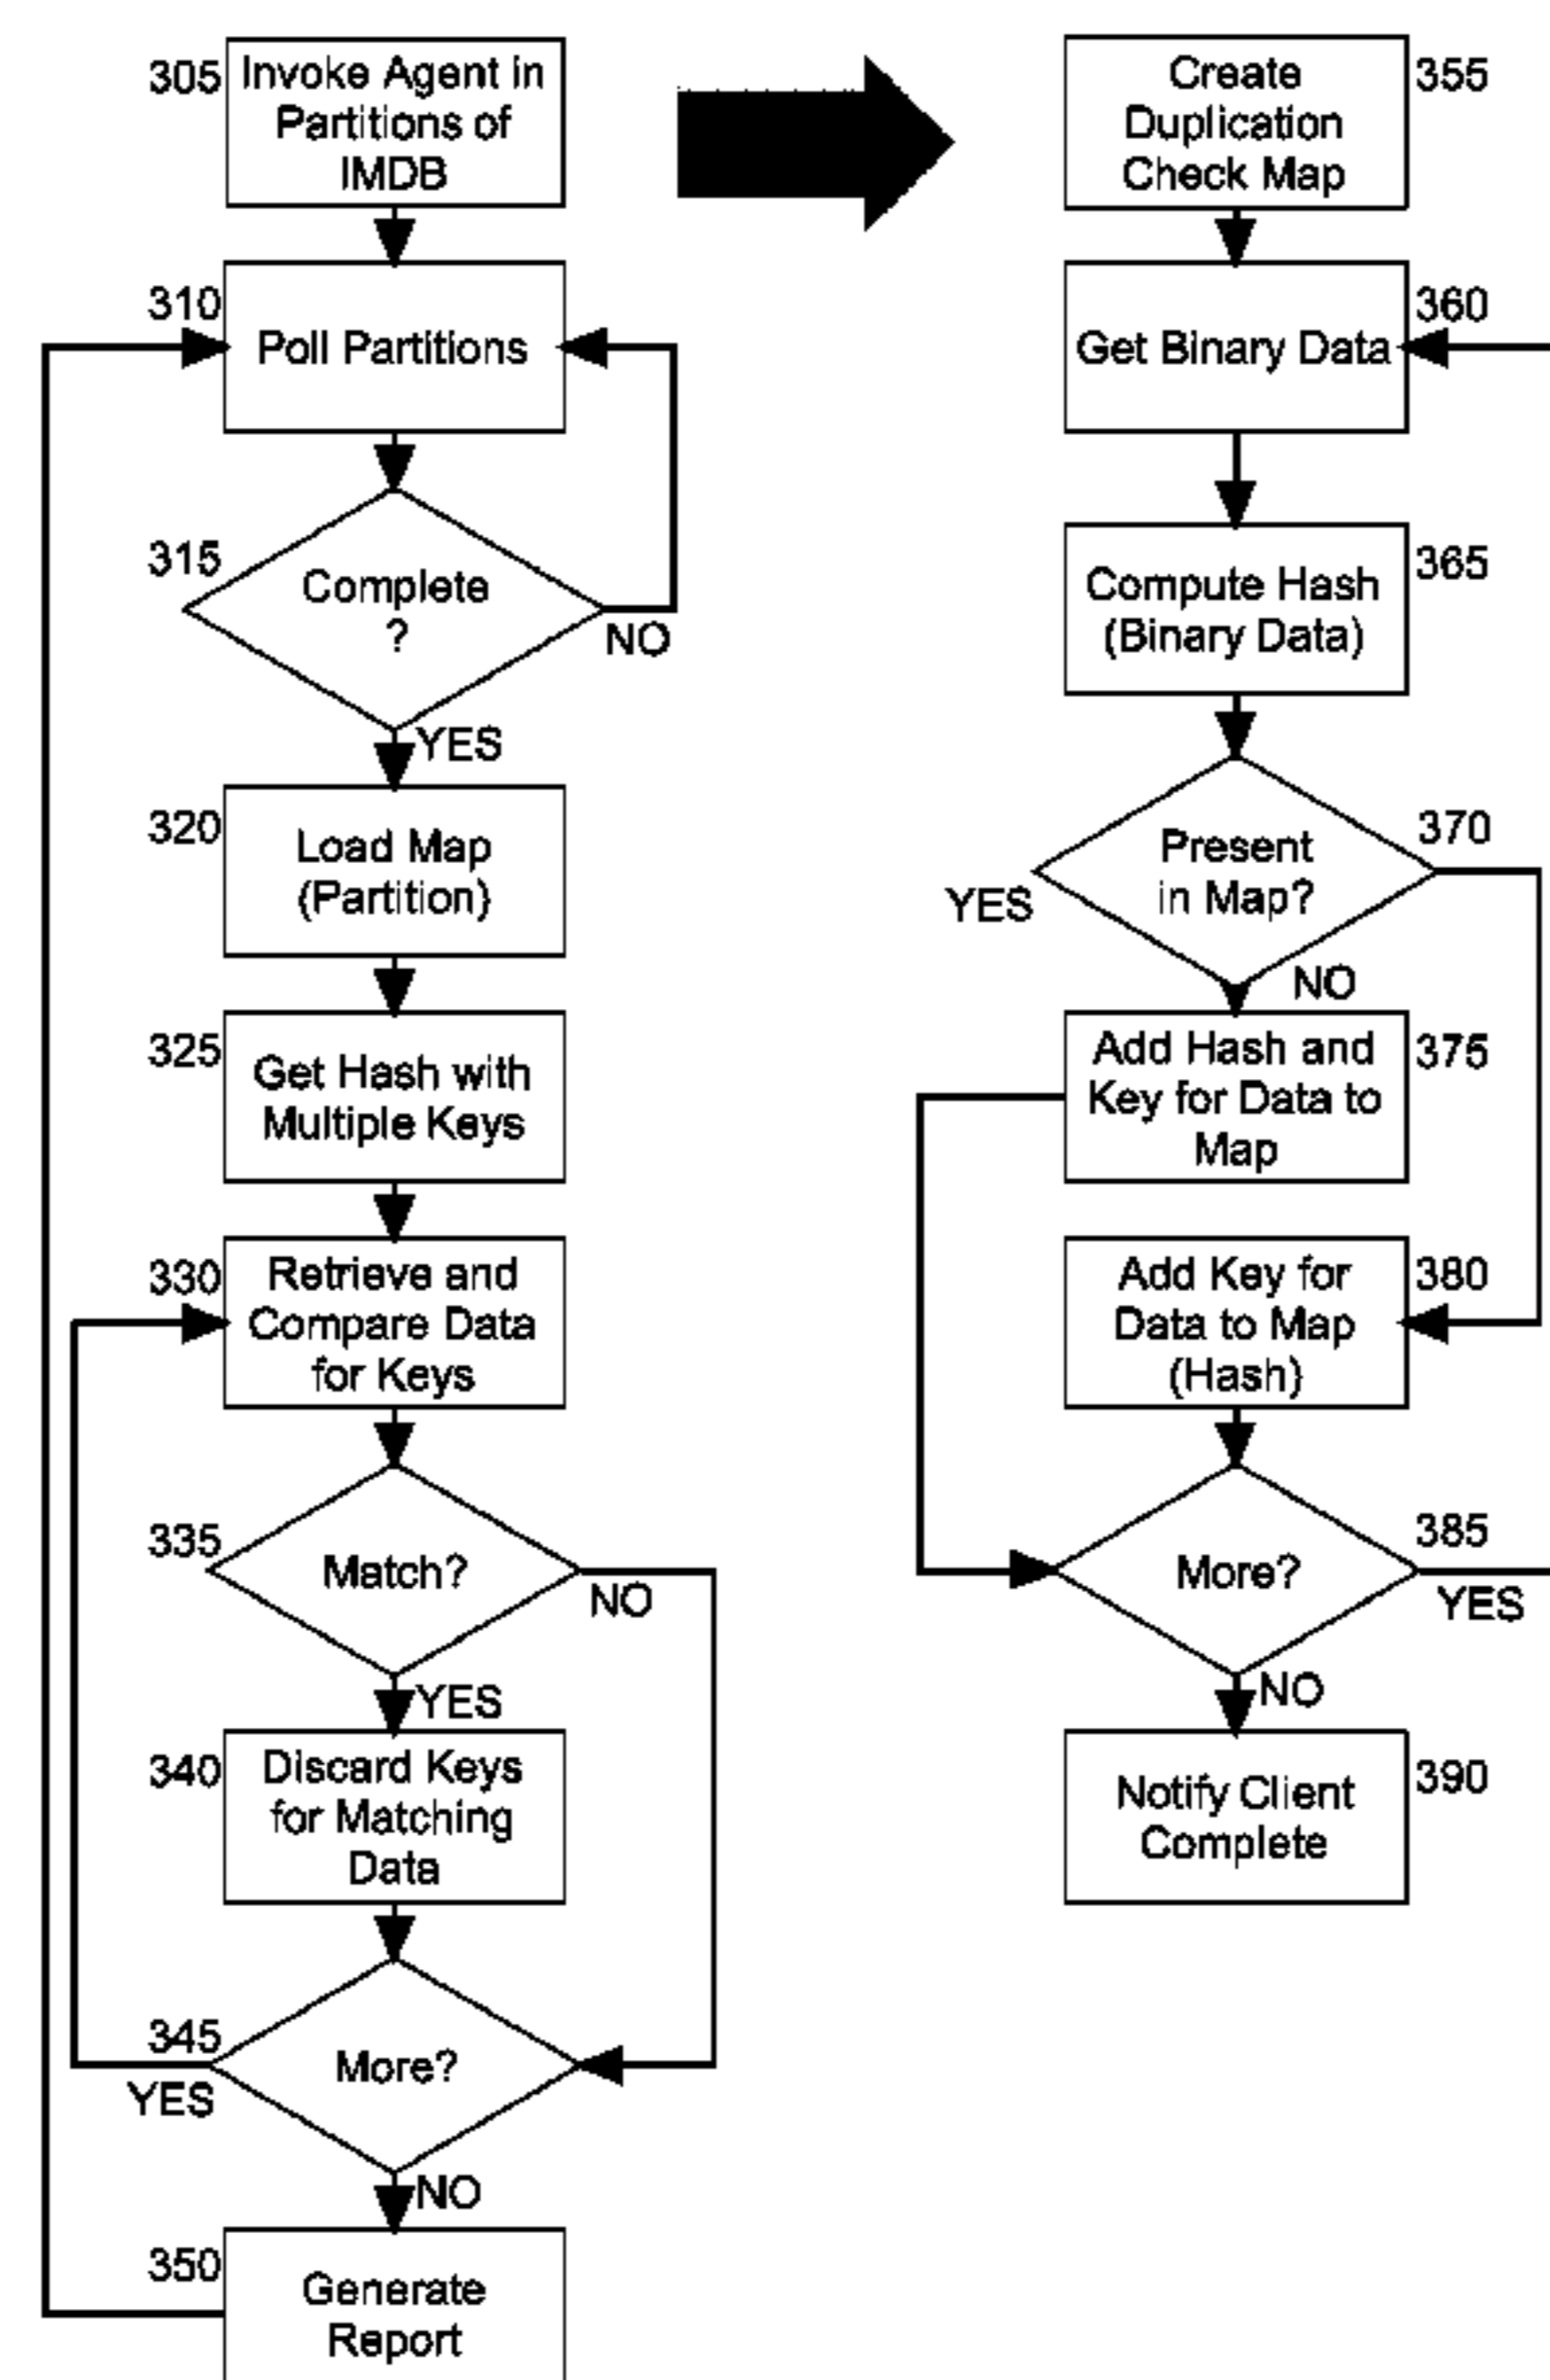 305
Invoke Agent in
Partitions of
IMDB
310
Poll Partitions
315
Complete
?
NO
YES
320
Load Map
(Partition)
325
Get Hash with
Multiple Keys
330
Retrieve and
Compare Data
for Keys
335
Match?
NO
YES
340
Discard Keys
for Matching
Data
345
More?
YES
NO
350
Generate
Report
Create
Duplication
Check Map
355
Get Binary Data
360
Compute Hash
(Binary Data)
365
Present
in Map?
370
YES
NO
Add Hash and
Key for Data to
Map
375
Add Key for
Data to Map
(Hash)
380
More?
385
YES
NO
Notify Client
Complete
390